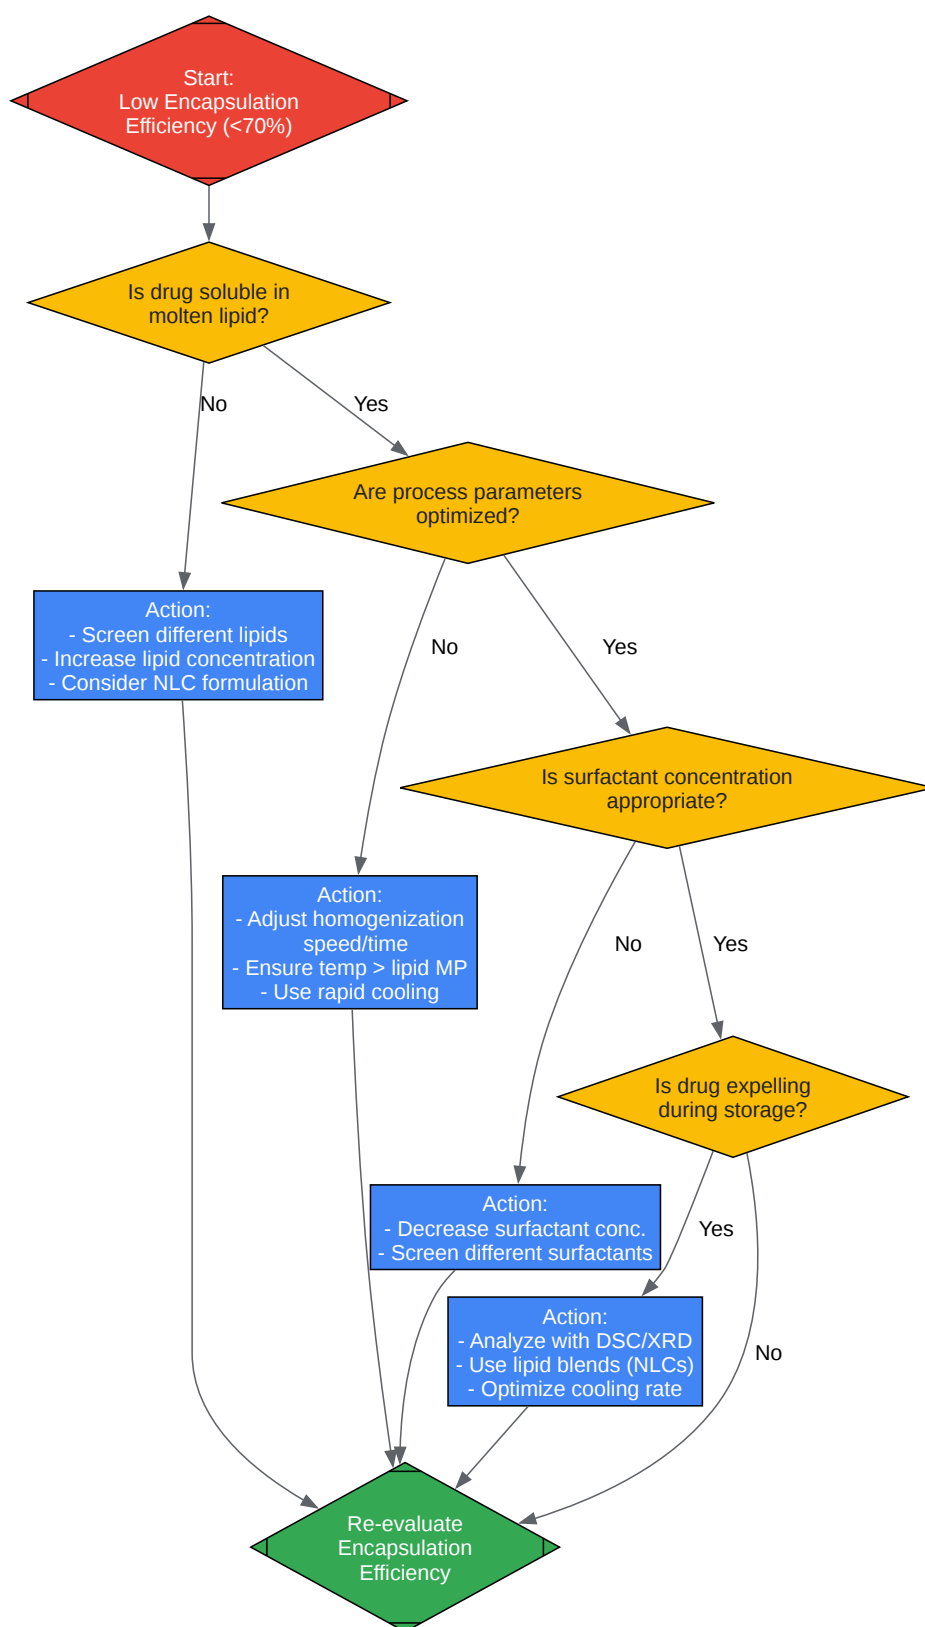 Start:
Low Encapsulation
Efficiency (<70%)
Is drug soluble in
molten lipid?
No
Yes
Are process parameters
optimized?
Action:
- Screen different lipids
- Increase lipid concentration
- Consider NLC formulation
No
Yes
Is surfactant concentration
appropriate?
Action:
- Adjust homogenization
speed/time
- Ensure temp > lipid MP
- Use rapid cooling
No
Yes
Is drug expelling
during storage?
Action:
- Decrease surfactant conc.
- Screen different surfactants
Yes
Action:
- Analyze with DSC/XRD
- Use lipid blends (NLCs)
- Optimize cooling rate
No
Re-evaluate
Encapsulation
Efficiency